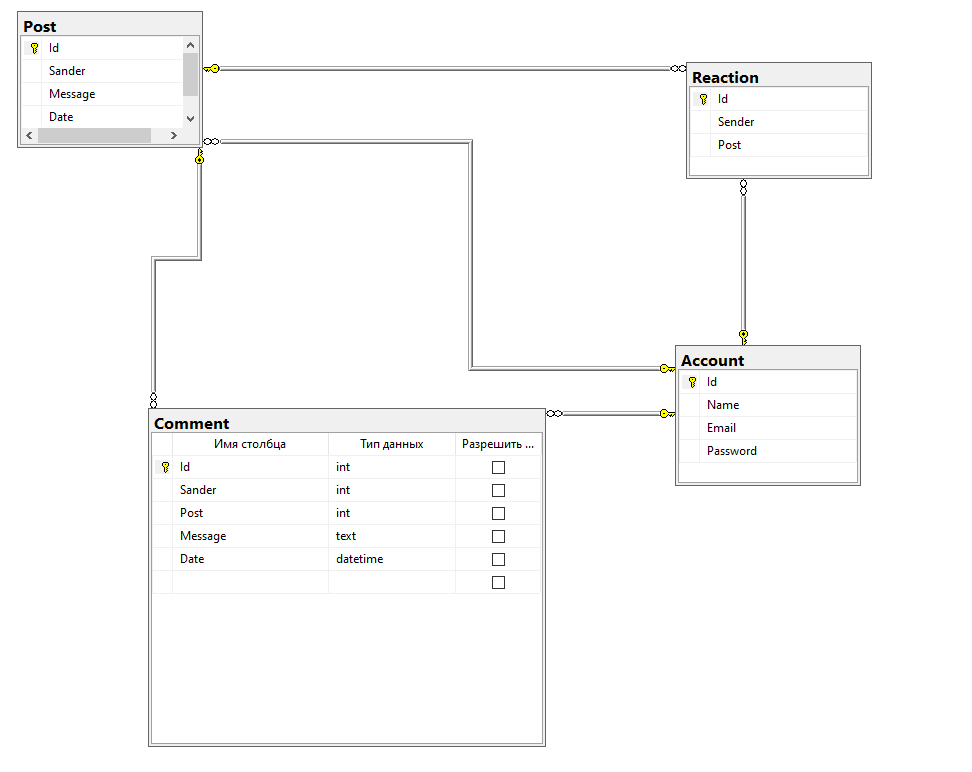 Post
Id
Sander
Message
Date
Reaction
Id
Sender
Post
Account
Id
Name
Email
Password
Comment
Имя столбца Тип данных Разрешить ...
Id int
Sander int
Post int
Message text
Date datetime